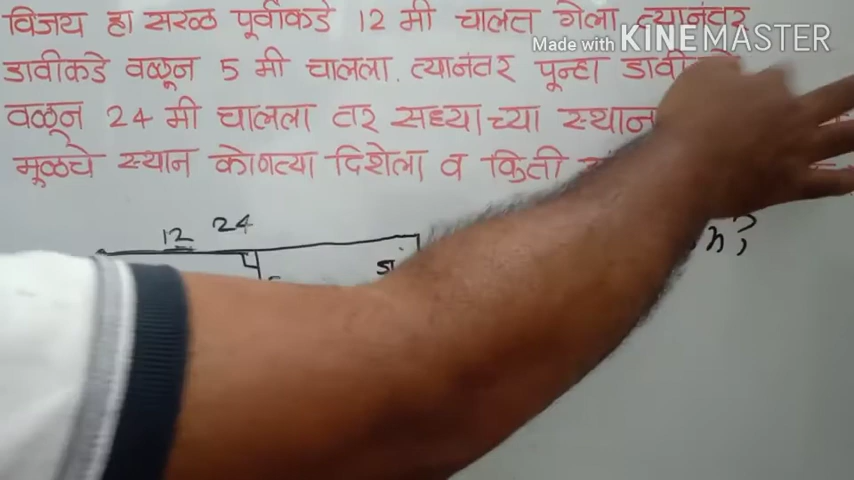 विजय हा सरळ पूर्वीकडे 12 मी चालत गेला त्यानंतर
Made with KINEMASTER
डावीकडे वळून 5 मी चालला. त्यानंतर पून्हा
वळून 24 मी चालला तर सध्याच्या स्थान
मूळचे स्थान कोणत्या दिशेला व किती
12 24